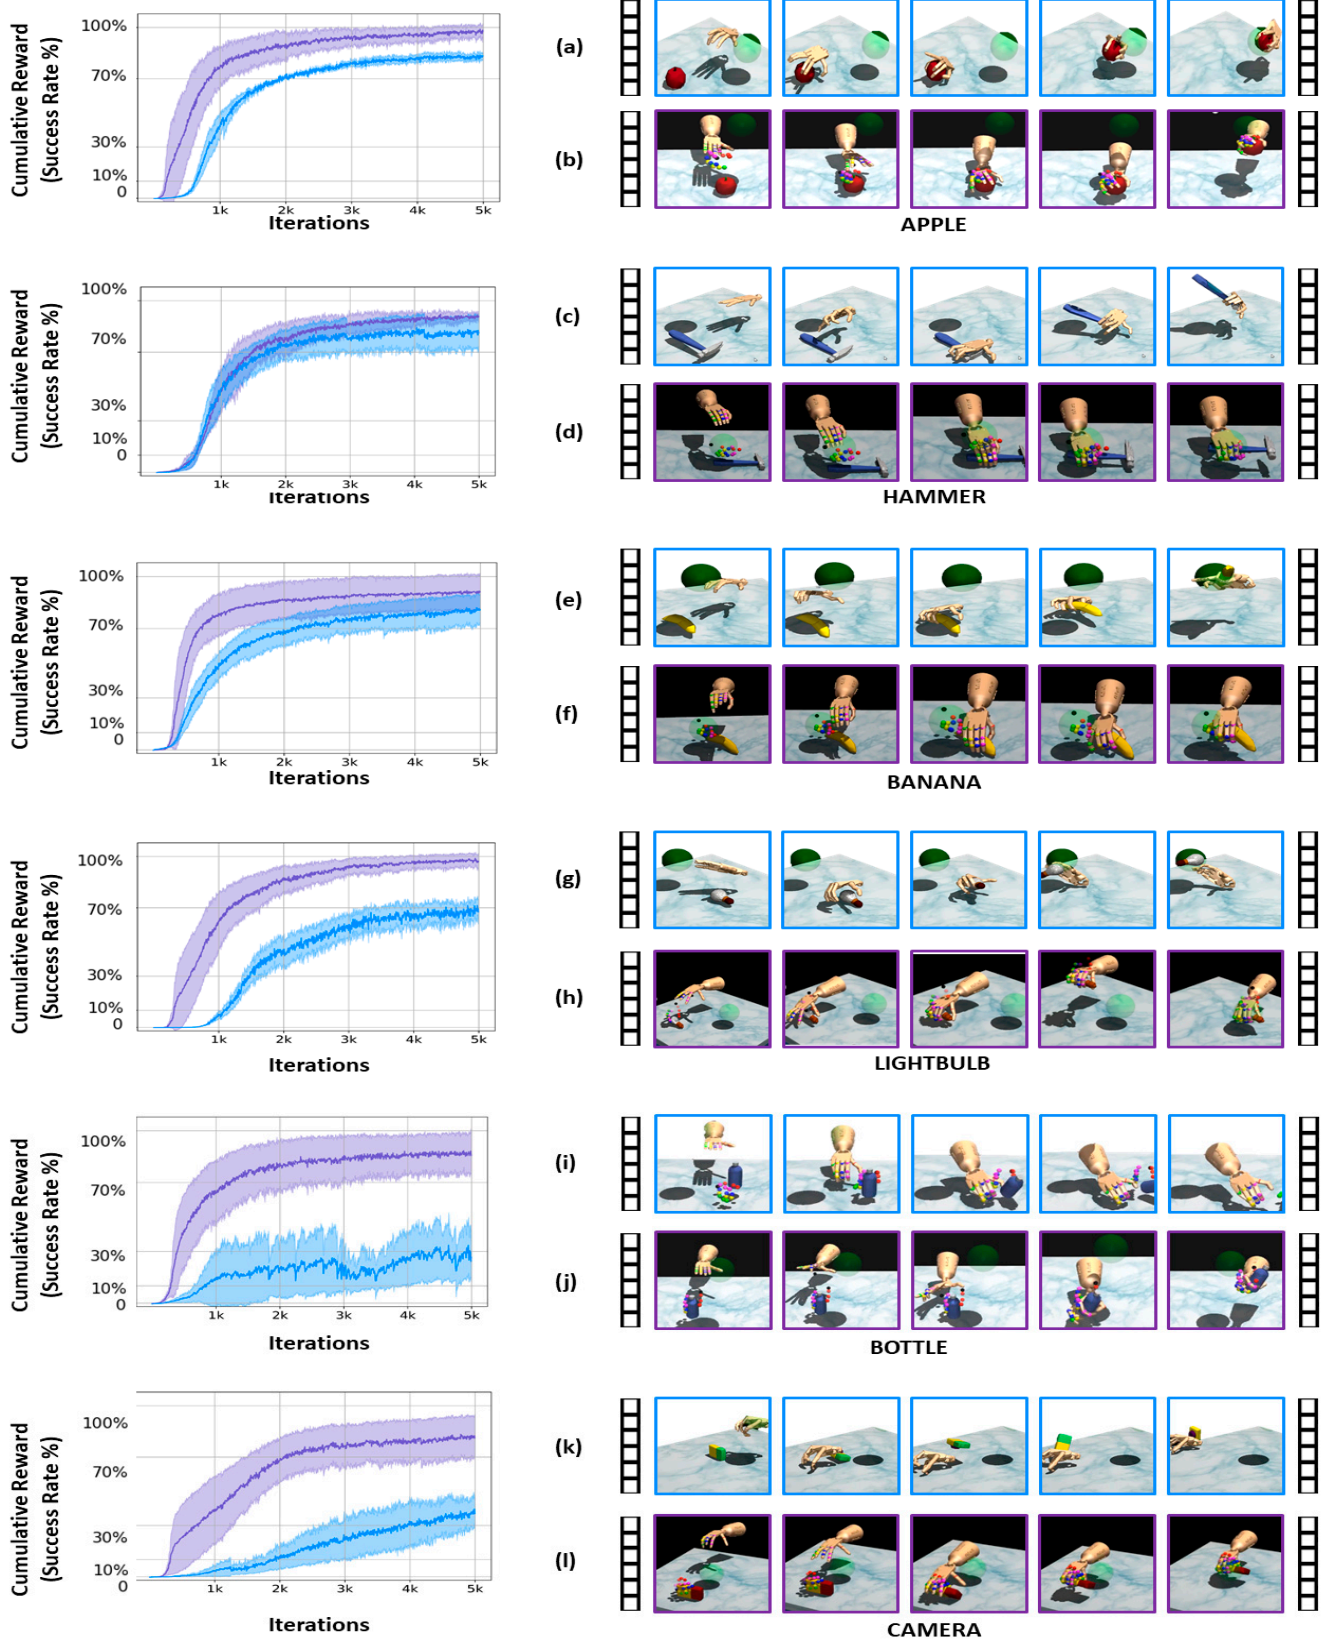 Cumulative Reward
(Success Rate %)
100%
70%
30%
10%
0
1k 2k 3k 4k 5k
Iterations
(a)
(b)
APPLE
Cumulative Reward
(Success Rate %)
100%
70%
30%
10%
0
1k 2k 3k 4k 5k
Iterations
(c)
(d)
HAMMER
Cumulative Reward
(Success Rate %)
100%
70%
30%
10%
0
1k 2k 3k 4k 5k
Iterations
(e)
(f)
BANANA
Cumulative Reward
(Success Rate %)
100%
70%
30%
10%
0
1k 2k 3k 4k 5k
Iterations
(g)
(h)
LIGHTBULB
Cumulative Reward
(Success Rate %)
100%
70%
30%
10%
0
1k 2k 3k 4k 5k
Iterations
(i)
(j)
BOTTLE
Cumulative Reward
(Success Rate %)
100%
70%
30%
10%
0
1k 2k 3k 4k 5k
Iterations
(k)
(l)
CAMERA